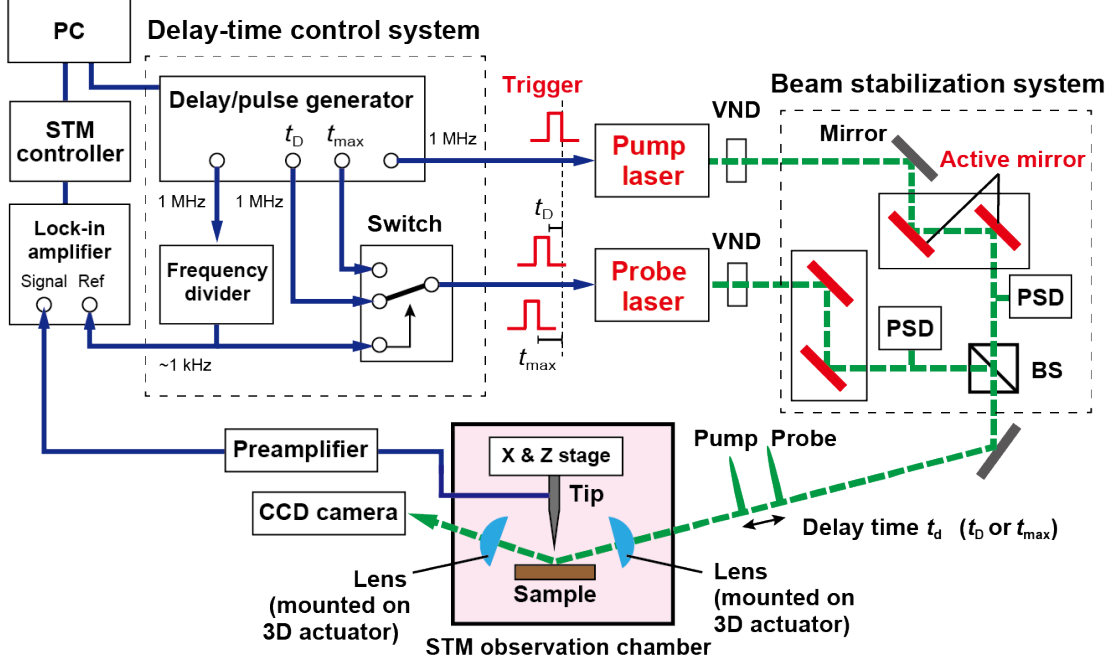 PC
Delay-time control system
Delay/pulse generator
tD
tmax
1 MHz
1 MHz
1 MHz
STM
controller
Lock-in
amplifier
Signal
Ref
Frequency
divider
~1 kHz
Switch
Trigger
tD
tmax
Pump
laser
Probe
laser
VND
VND
Beam stabilization system
Mirror
Active mirror
PSD
PSD
BS
Preamplifier
CCD camera
X & Z stage
Tip
Sample
Lens
(mounted on
3D actuator)
Lens
(mounted on
3D actuator)
STM observation chamber
Pump
Probe
Delay time td (tD or tmax)